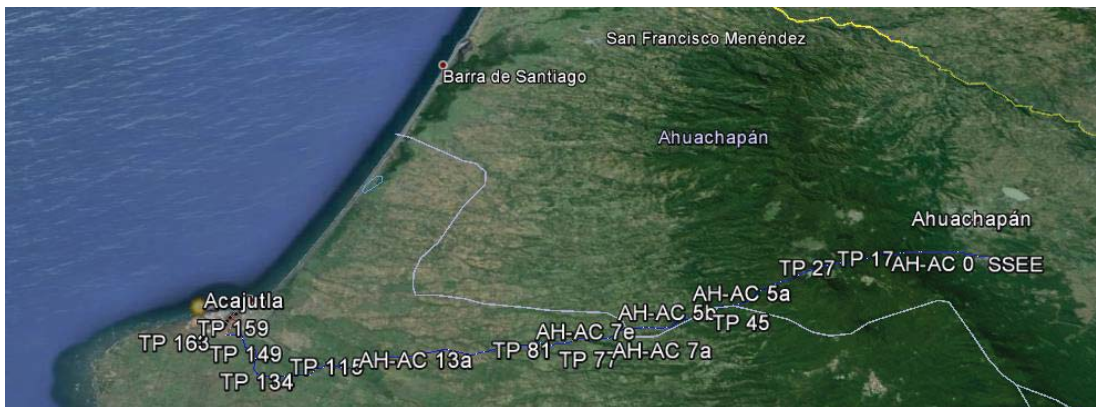 San Francisco Menéndez
Barra de Santiago
Ahuachapán
Ahuachapán
TP 27
TP 17
AH-AC 0
SSEE
AH-AC 5a
Acajutla
AH-AC 5b
TP 45
TP 159
AH-AC 7e
TP 163
TP 149
TP 81
AH-AC 7a
TP 115
AH-AC 13a
TP 77
TP 134